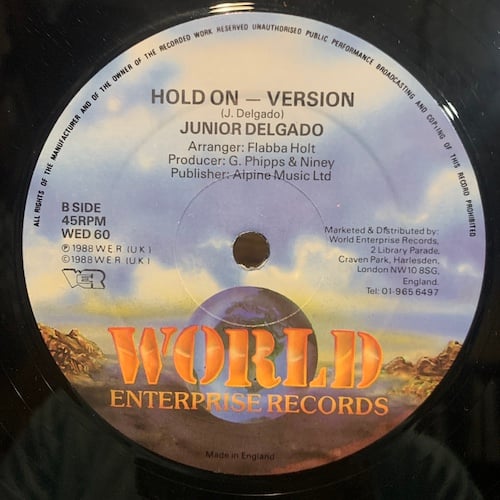 ALL RIGHTS OF THE MANUFACTURER AND OF THE OWNER OF THE RECORDED WORK RESERVED UNAUTHORISED PUBLIC PERFORMANCE BROADCASTING AND COPYING OF THIS RECORD PROHIBITED
HOLD ON — VERSION
(J. Delgado)
JUNIOR DELGADO
Arranger: Flabba Holt
Producer: G. Phipps & Niney
Publisher: Alpine Music Ltd
B SIDE
45RPM
WED 60
℗ 1988 W.E.R. (U.K.)
© 1988 W.E.R. (U.K.)
WER
Marketed & Distributed by:
World Enterprise Records,
2 Library Parade,
Craven Park, Harlesden,
London NW10 8SG,
England.
Tel: 01-965 6497
WORLD
ENTERPRISE RECORDS
Made in England